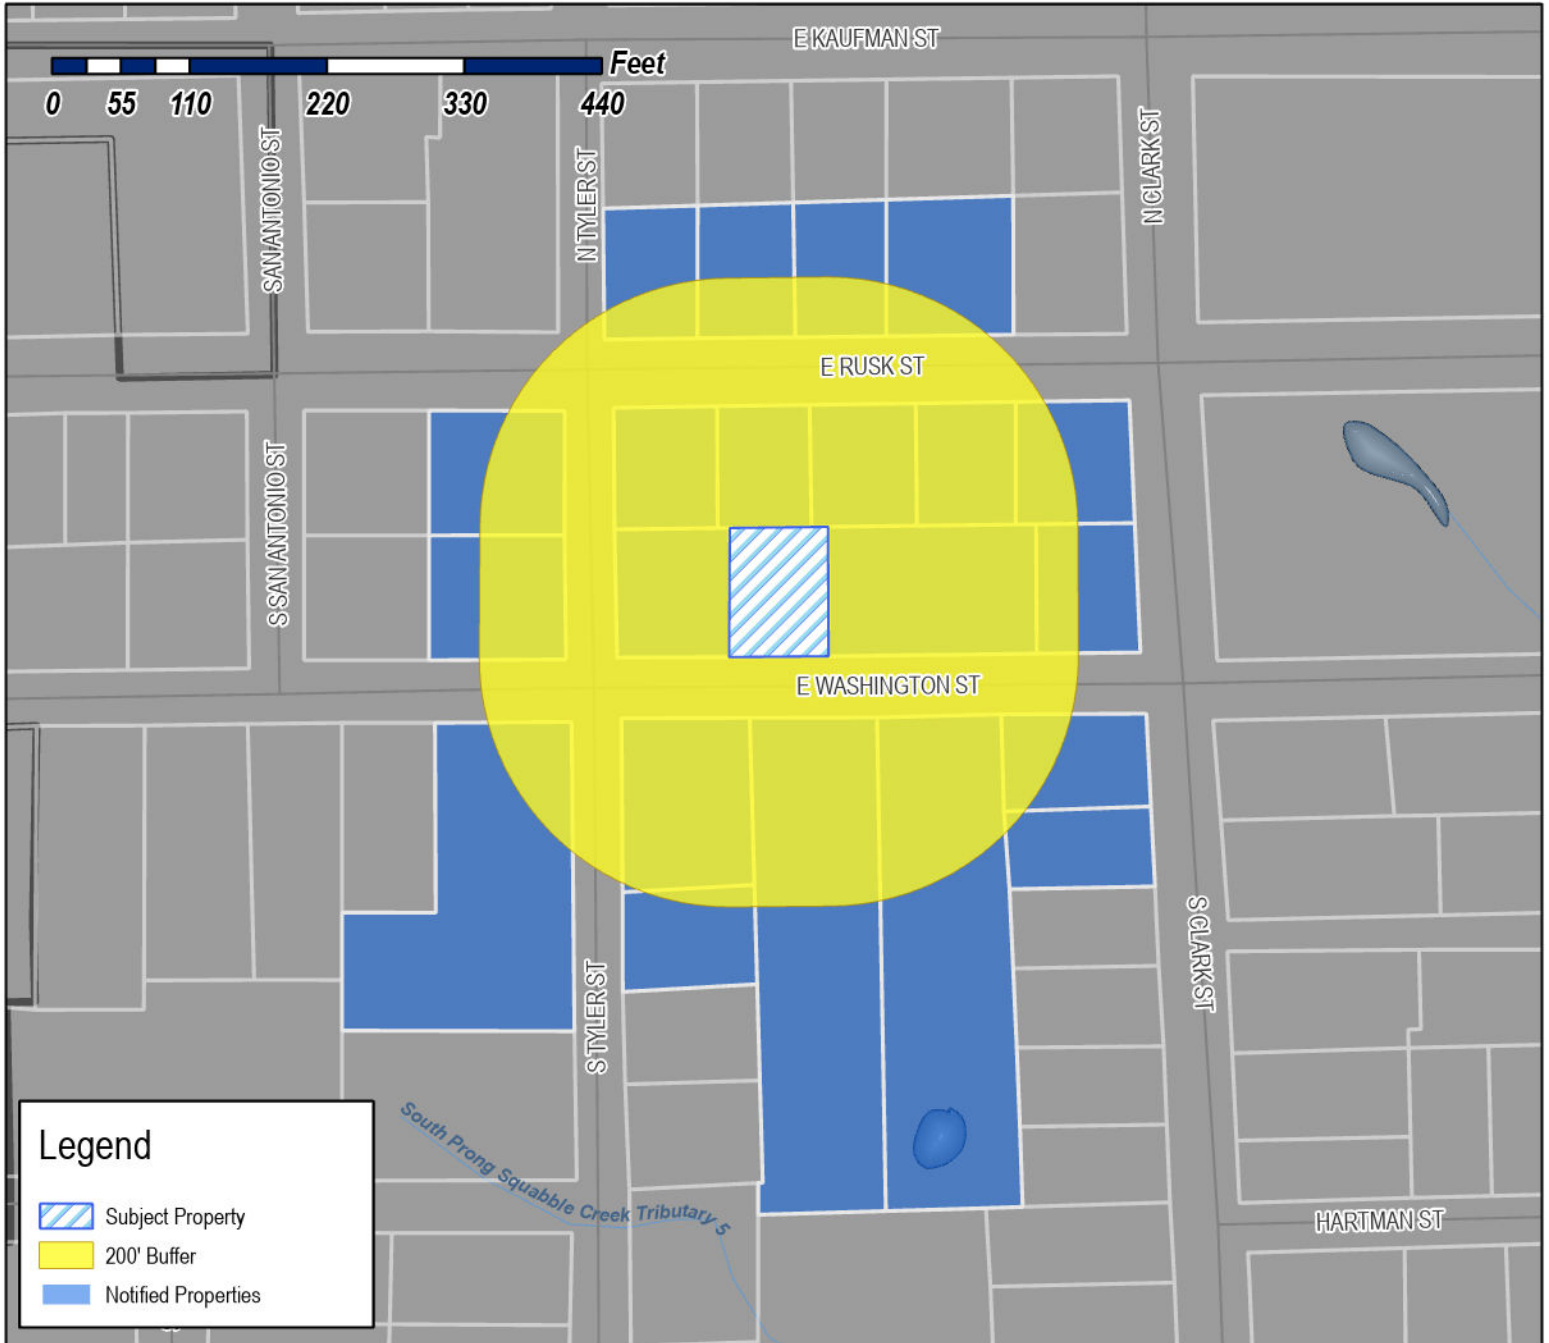 E KAUFMAN ST
Feet
0 55 110 220 330 440
SAN ANTONIO ST
N TYLER ST
N CLARK ST
E RUSK ST
S SAN ANTONIO ST
E WASHINGTON ST
S CLARK ST
S TYLER ST
South Prong Squabble Creek Tributary 5
HARTMAN ST
Legend
Subject Property
200' Buffer
Notified Properties